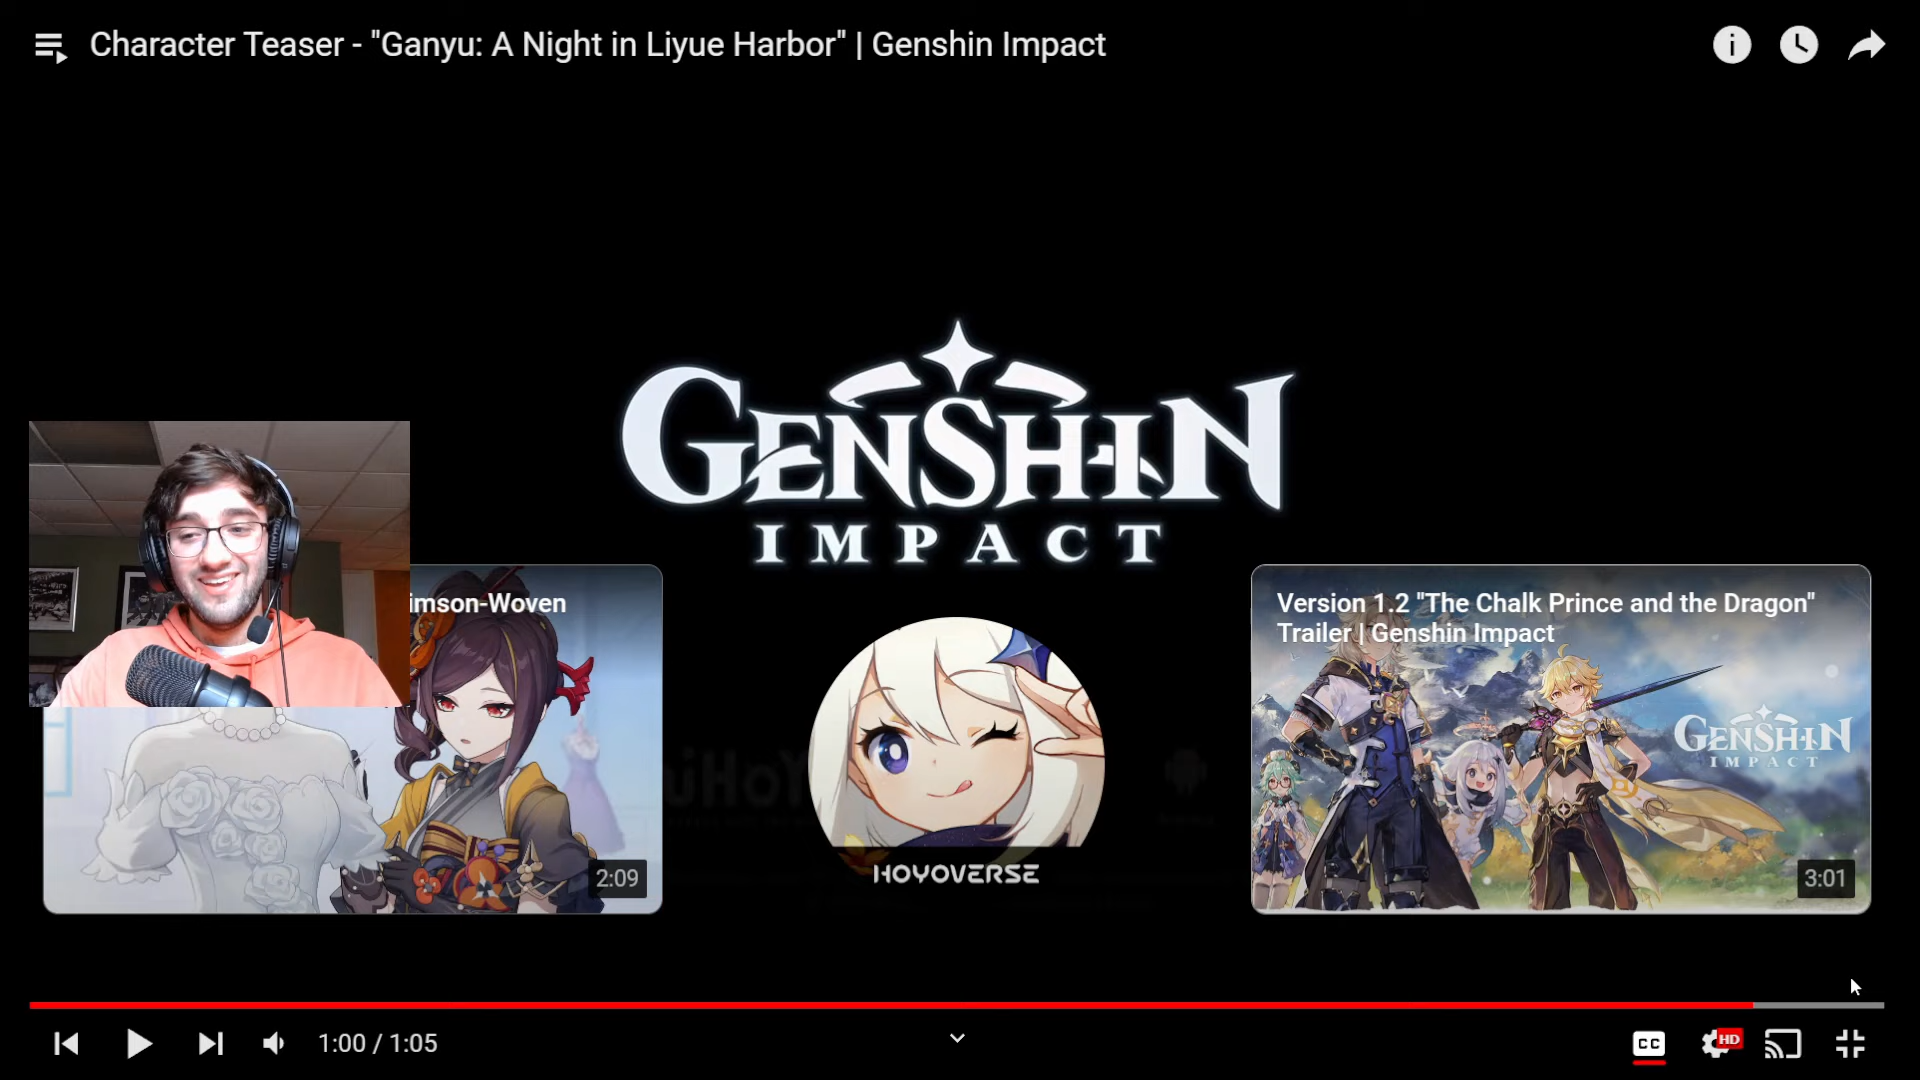 Character Teaser - "Ganyu: A Night in Liyue Harbor" | Genshin Impact
GENSHIN
IMPACT
imson-Woven
2:09
HOYOVERSE
Version 1.2 "The Chalk Prince and the Dragon"
Trailer | Genshin Impact
GENSHIN
IMPACT
3:01
1:00 / 1:05
CC
HD